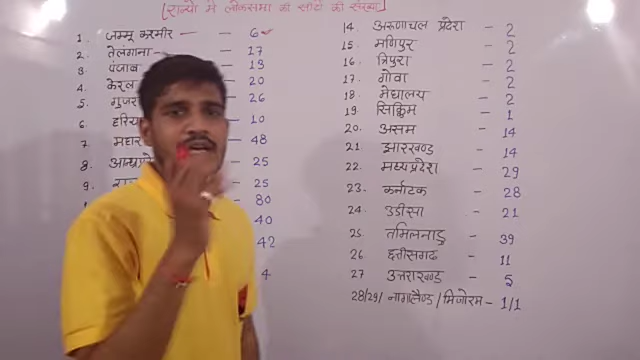 [राज्यों में लोकसभा की सीटों की संख्या]
1. जम्मू कश्मीर - - 6
2. तेलंगाना - 17
3 पंजाब 13
4. केरल 20
5. गुजरा 26
6. हरिया 10
7 महारा 48
8. आन्ध्रप्र 25
9. राज 25
80
40
42
4
14. अरुणाचल प्रदेश - 2
15. मणिपुर - 2
16. त्रिपुरा - 2
17. गोवा - 2
18. मेघालय - 2
19. सिक्किम - 1
20. असम - 14
21 झारखण्ड - 14
22. मध्यप्रदेश - 29
23. कर्नाटक - 28
24. उडीसा - 21
25 तमिलनाडु - 39
26 छत्तीसगढ - 11
27 उत्तराखण्ड - 5
28/29/ नागालैण्ड/मिजोरम - 1/1